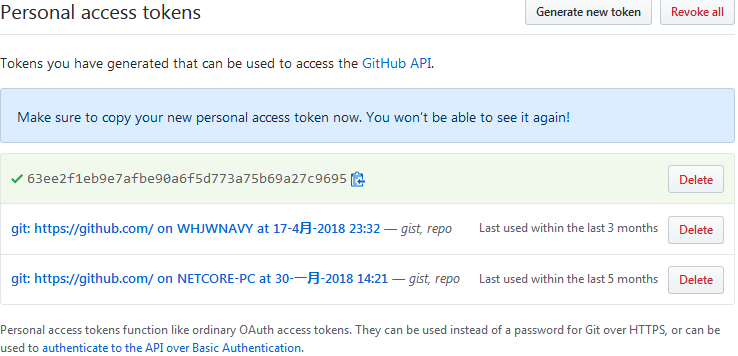 Personal access tokens
Generate new token
Revoke all
Tokens you have generated that can be used to access the GitHub API.
Make sure to copy your new personal access token now. You won't be able to see it again!
63ee2f1eb9e7afbe90a6f5d773a75b69a27c9695
Delete
git: https://github.com/ on WHJWNAVY at 17-4月-2018 23:32 — gist, repo
Last used within the last 3 months
Delete
git: https://github.com/ on NETCORE-PC at 30-一月-2018 14:21 — gist, repo
Last used within the last 5 months
Delete
Personal access tokens function like ordinary OAuth access tokens. They can be used instead of a password for Git over HTTPS, or can be
used to authenticate to the API over Basic Authentication.